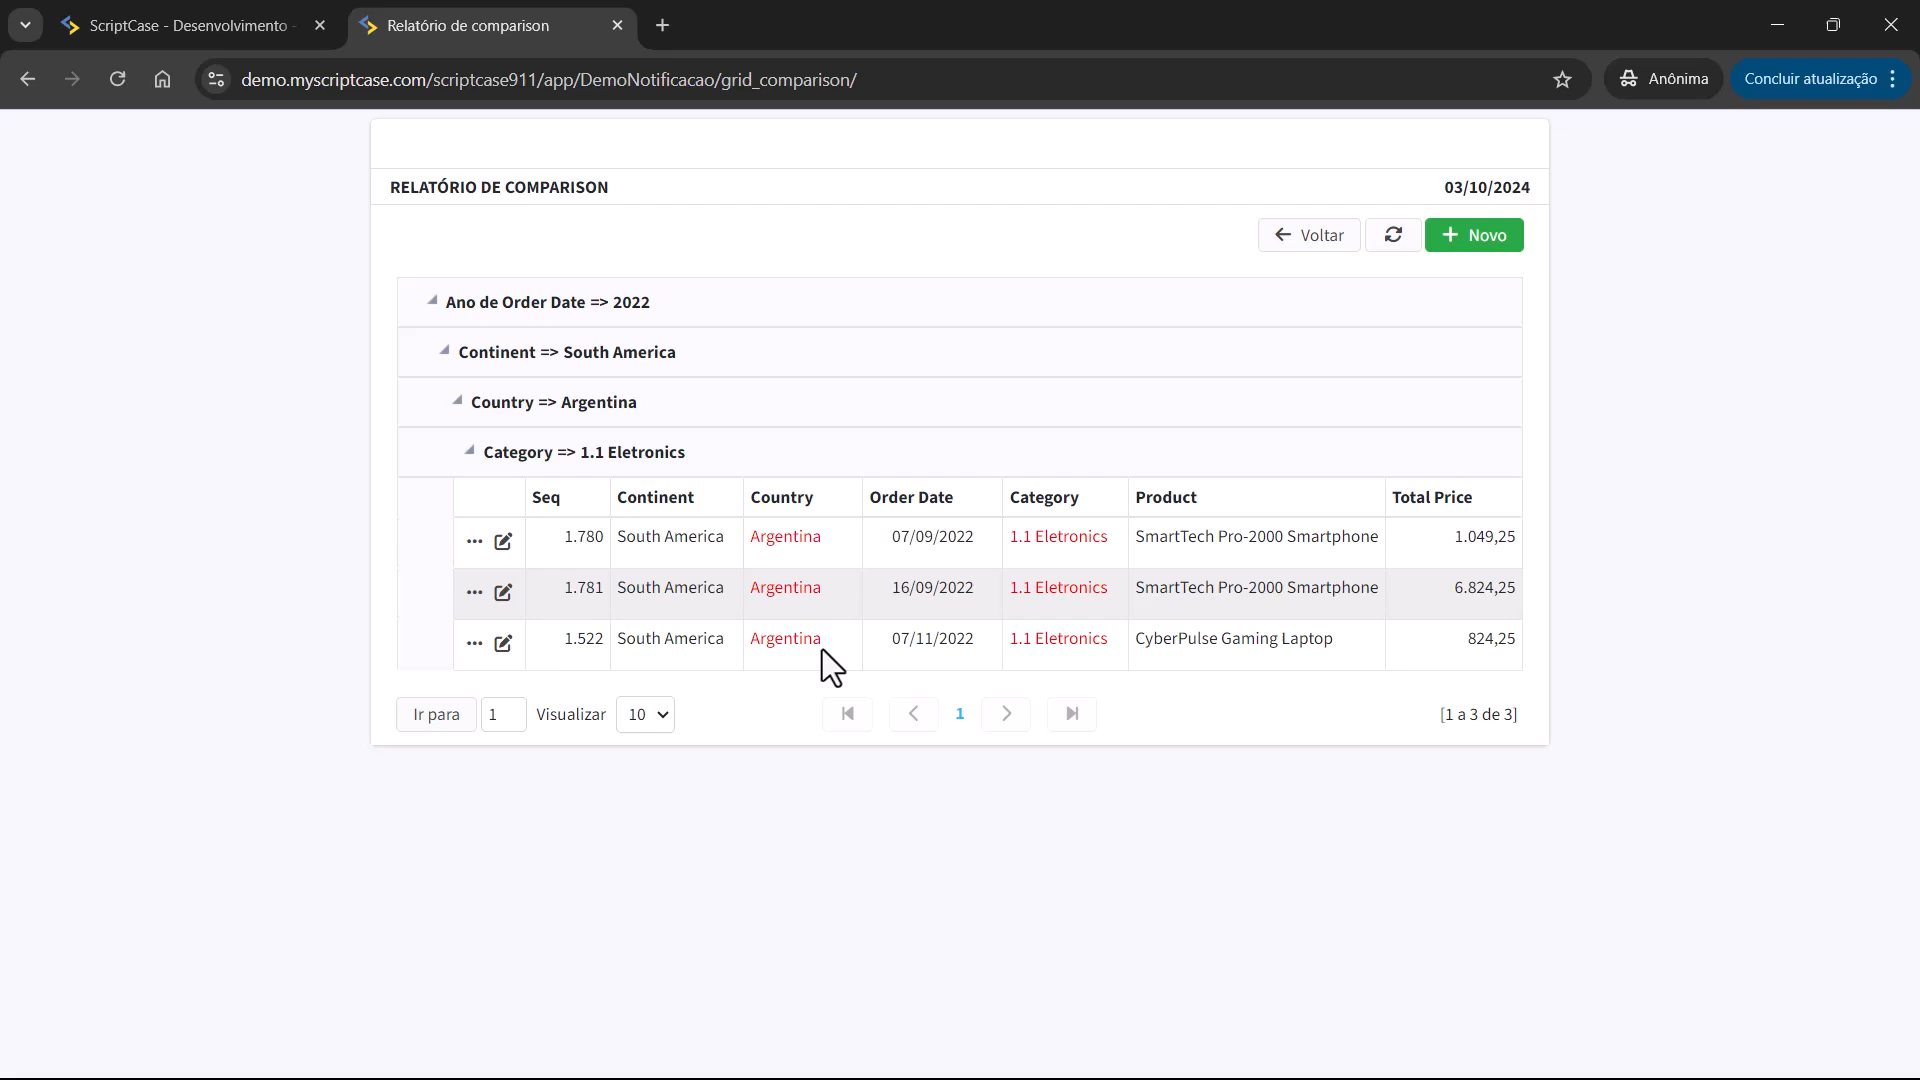 ScriptCase - Desenvolvimento -
Relatório de comparison
demo.myscriptcase.com/scriptcase911/app/DemoNotificacao/grid_comparison/
Anônima
Concluir atualização
RELATÓRIO DE COMPARISON 03/10/2024
Voltar
Novo
Ano de Order Date => 2022
Continent => South America
Country => Argentina
Category => 1.1 Eletronics
Seq Continent Country Order Date Category Product Total Price
1.780 South America Argentina 07/09/2022 1.1 Eletronics SmartTech Pro-2000 Smartphone 1.049,25
1.781 South America Argentina 16/09/2022 1.1 Eletronics SmartTech Pro-2000 Smartphone 6.824,25
1.522 South America Argentina 07/11/2022 1.1 Eletronics CyberPulse Gaming Laptop 824,25
Ir para 1 Visualizar 10 1 [1 a 3 de 3]